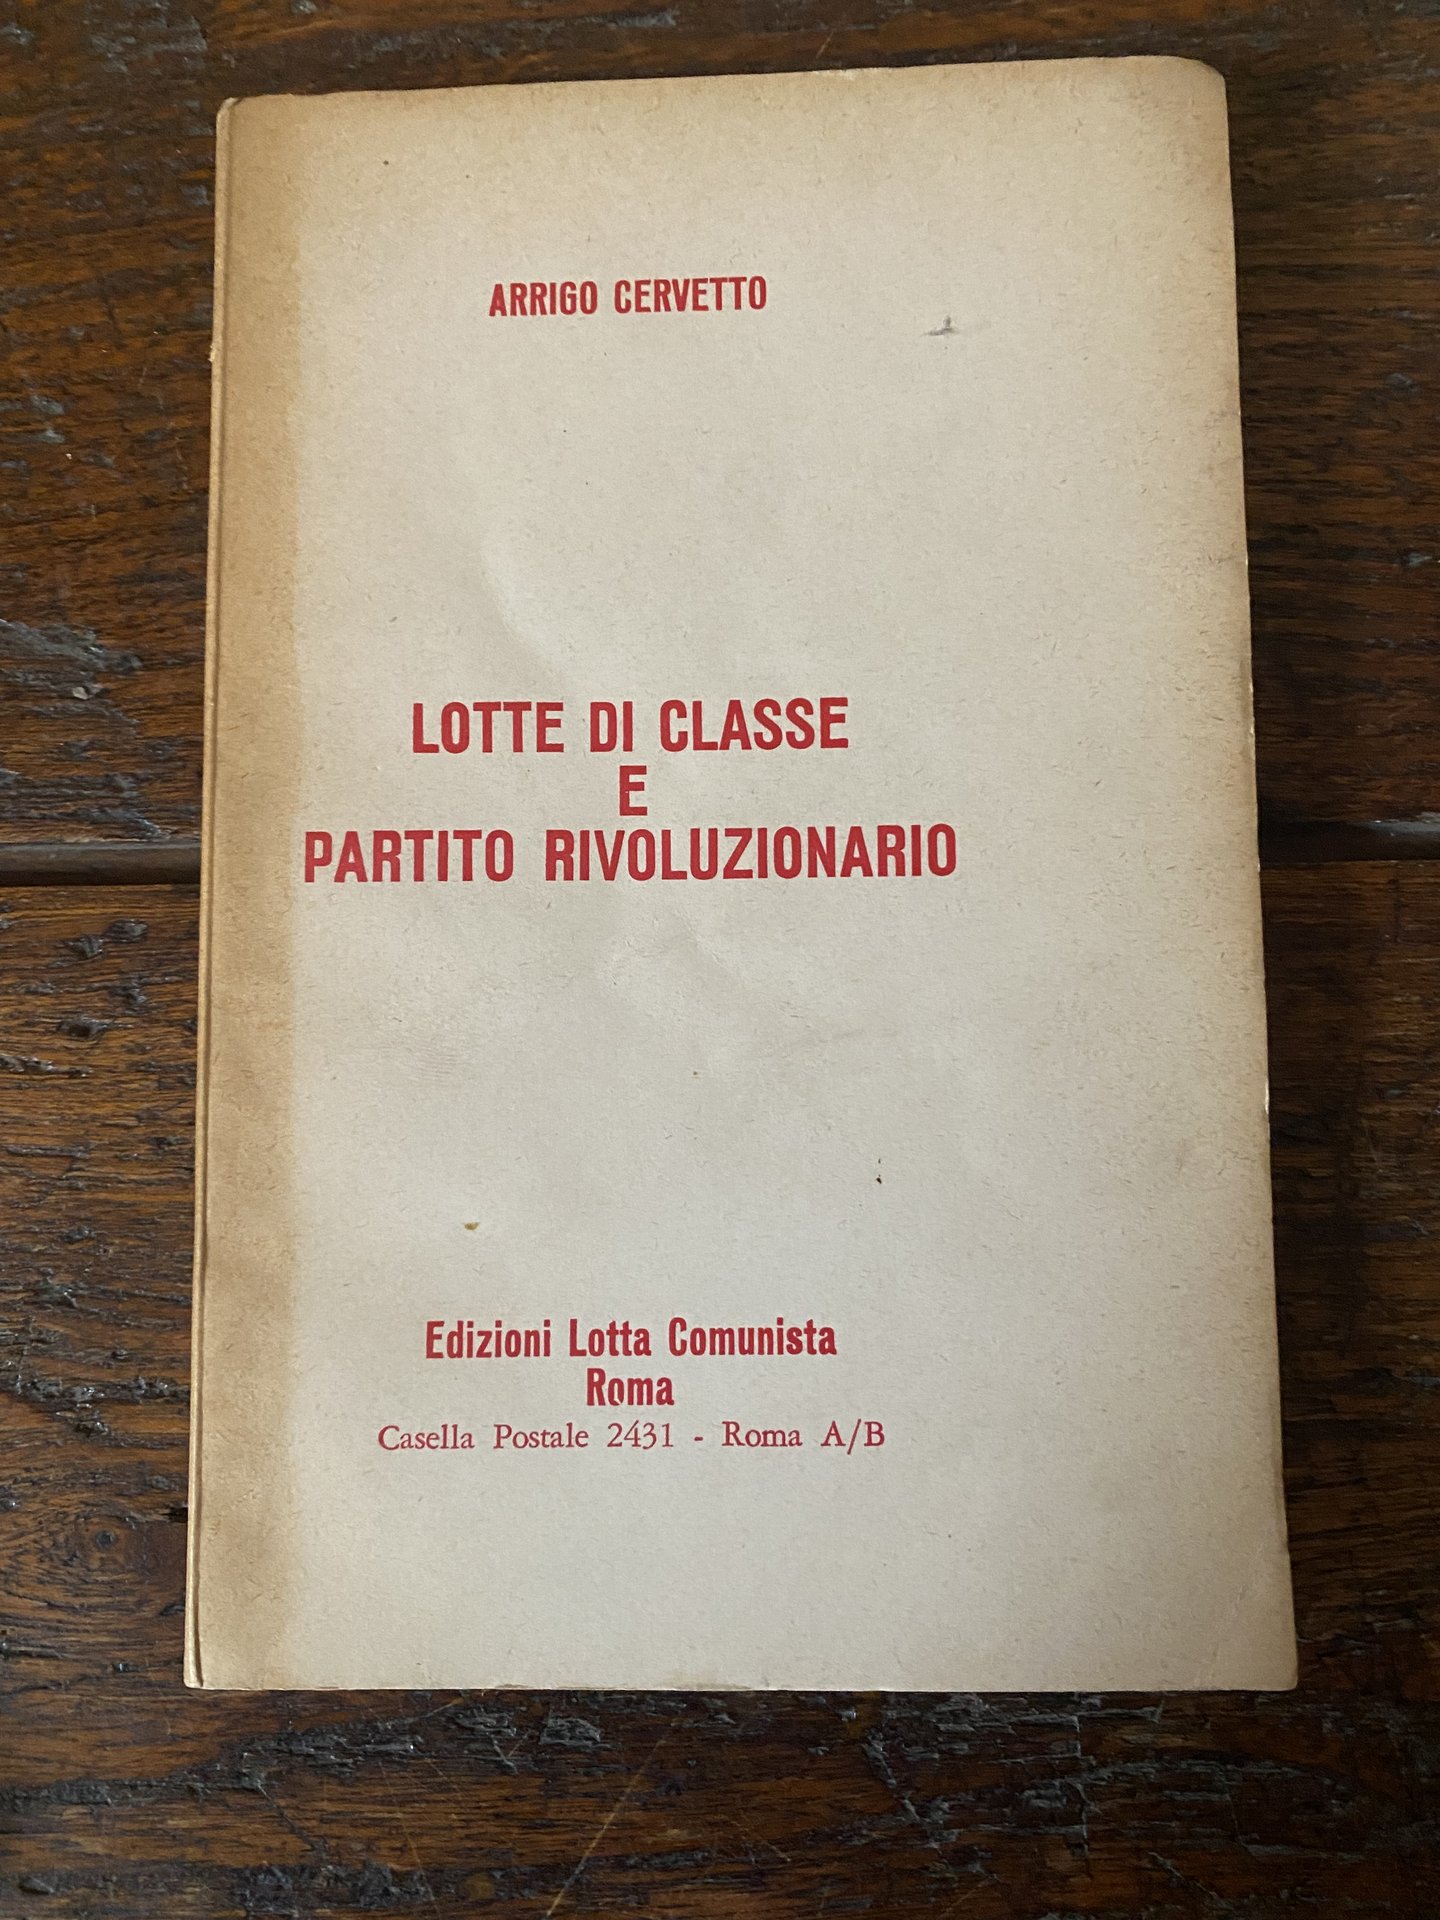 ARRIGO CERVETTO
LOTTE DI CLASSE
E
PARTITO RIVOLUZIONARIO
Edizioni Lotta Comunista
Roma
Casella Postale 2431 - Roma A/B